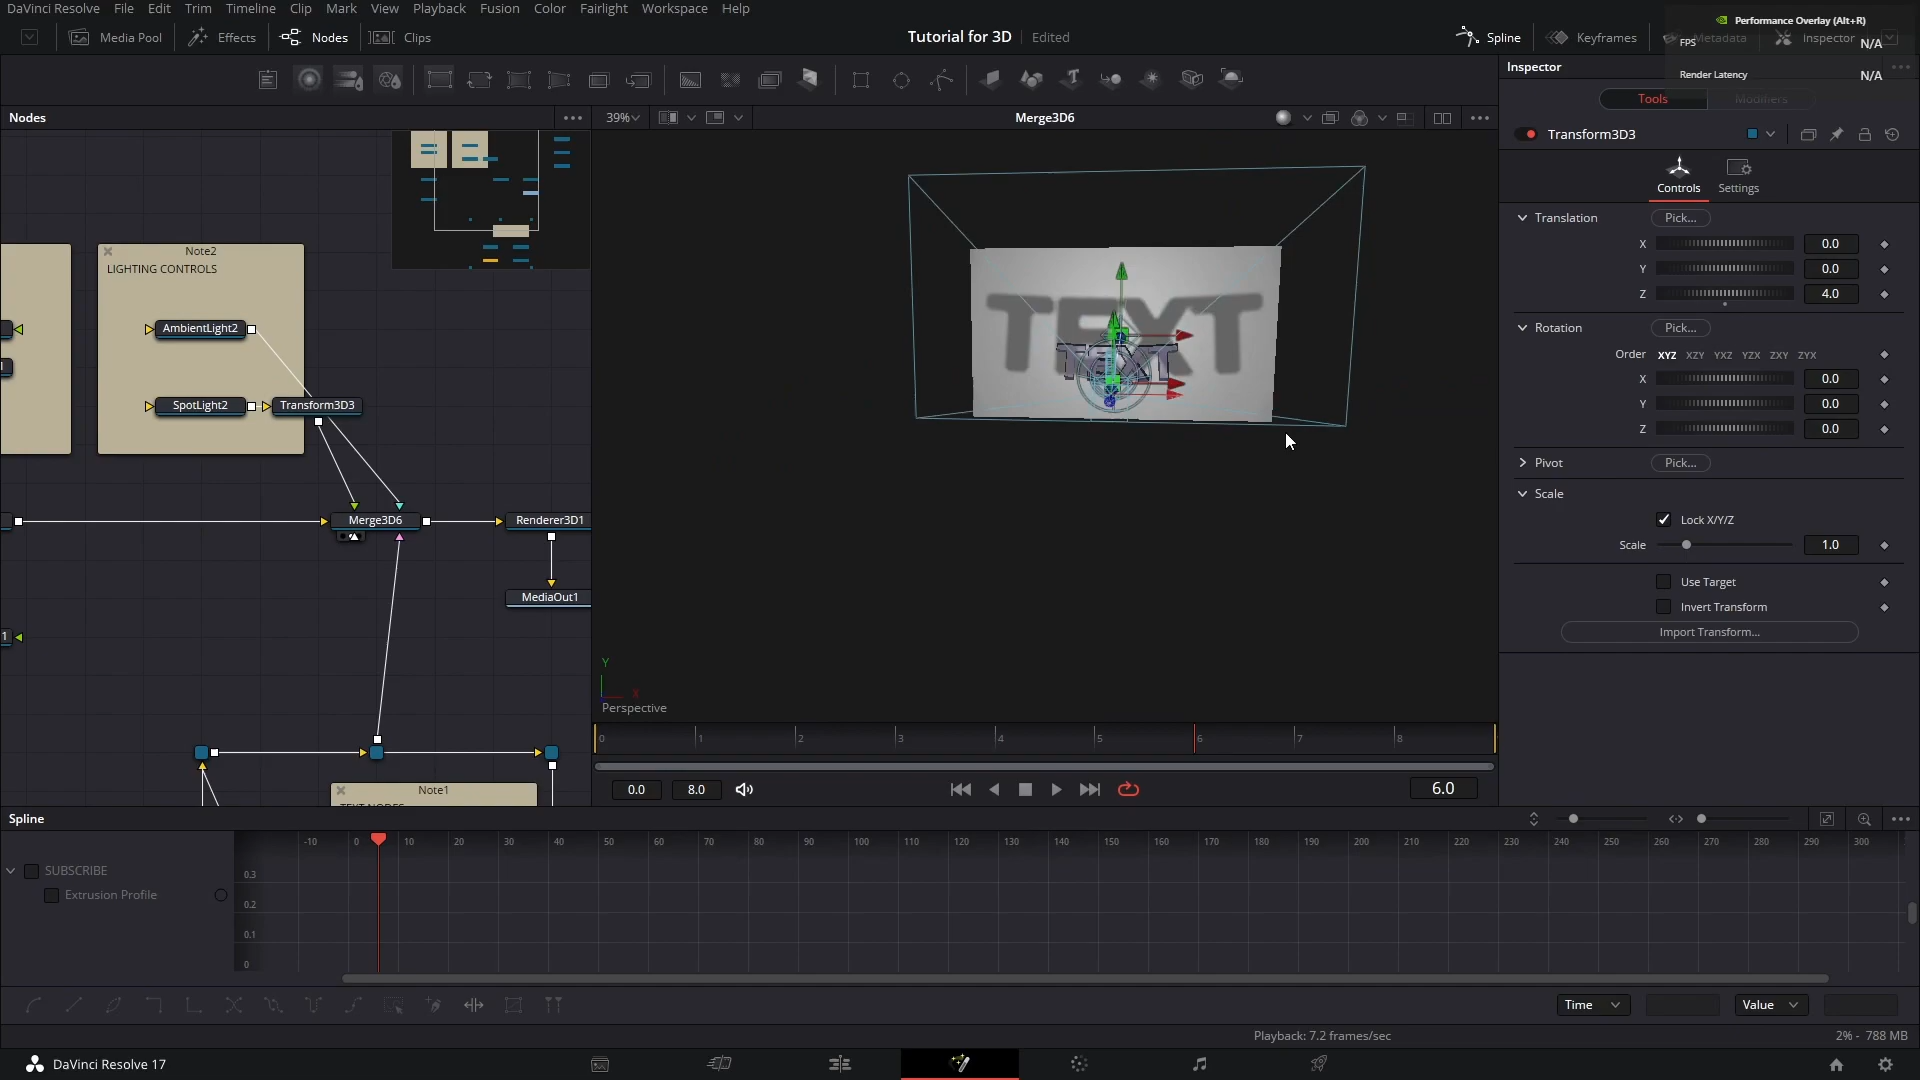 DaVinci Resolve File Edit Trim Timeline Clip Mark View Playback Fusion Color Fairlight Workspace Help
Performance Overlay (Alt+R)
Media Pool Effects Nodes Clips
Tutorial for 3D Edited
Spline Keyframes Metadata Inspector
FPS N/A
Render Latency N/A
Inspector
Tools Modifiers
Nodes
39%
Merge3D6
Transform3D3
Controls Settings
Translation Pick...
X 0.0
Y 0.0
Z 4.0
Rotation Pick...
Order XYZ XZY YXZ YZX ZXY ZYX
X 0.0
Y 0.0
Z 0.0
Pivot Pick...
Scale
Lock X/Y/Z
Scale 1.0
Use Target
Invert Transform
Import Transform...
Note2
LIGHTING CONTROLS
AmbientLight2
SpotLight2 Transform3D3
Merge3D6 Renderer3D1
MediaOut1
1
Note1
TEXT NODES
TEXT
TEXT
Y
X
Perspective
0 1 2 3 4 5 6 7 8
0.0 8.0 6.0
Spline
-10 0 10 20 30 40 50 60 70 80 90 100 110 120 130 140 150 160 170 180 190 200 210 220 230 240 250 260 270 280 290 300
SUBSCRIBE
Extrusion Profile
0.3
0.2
0.1
0
Time Value
Playback: 7.2 frames/sec 2% - 788 MB
DaVinci Resolve 17